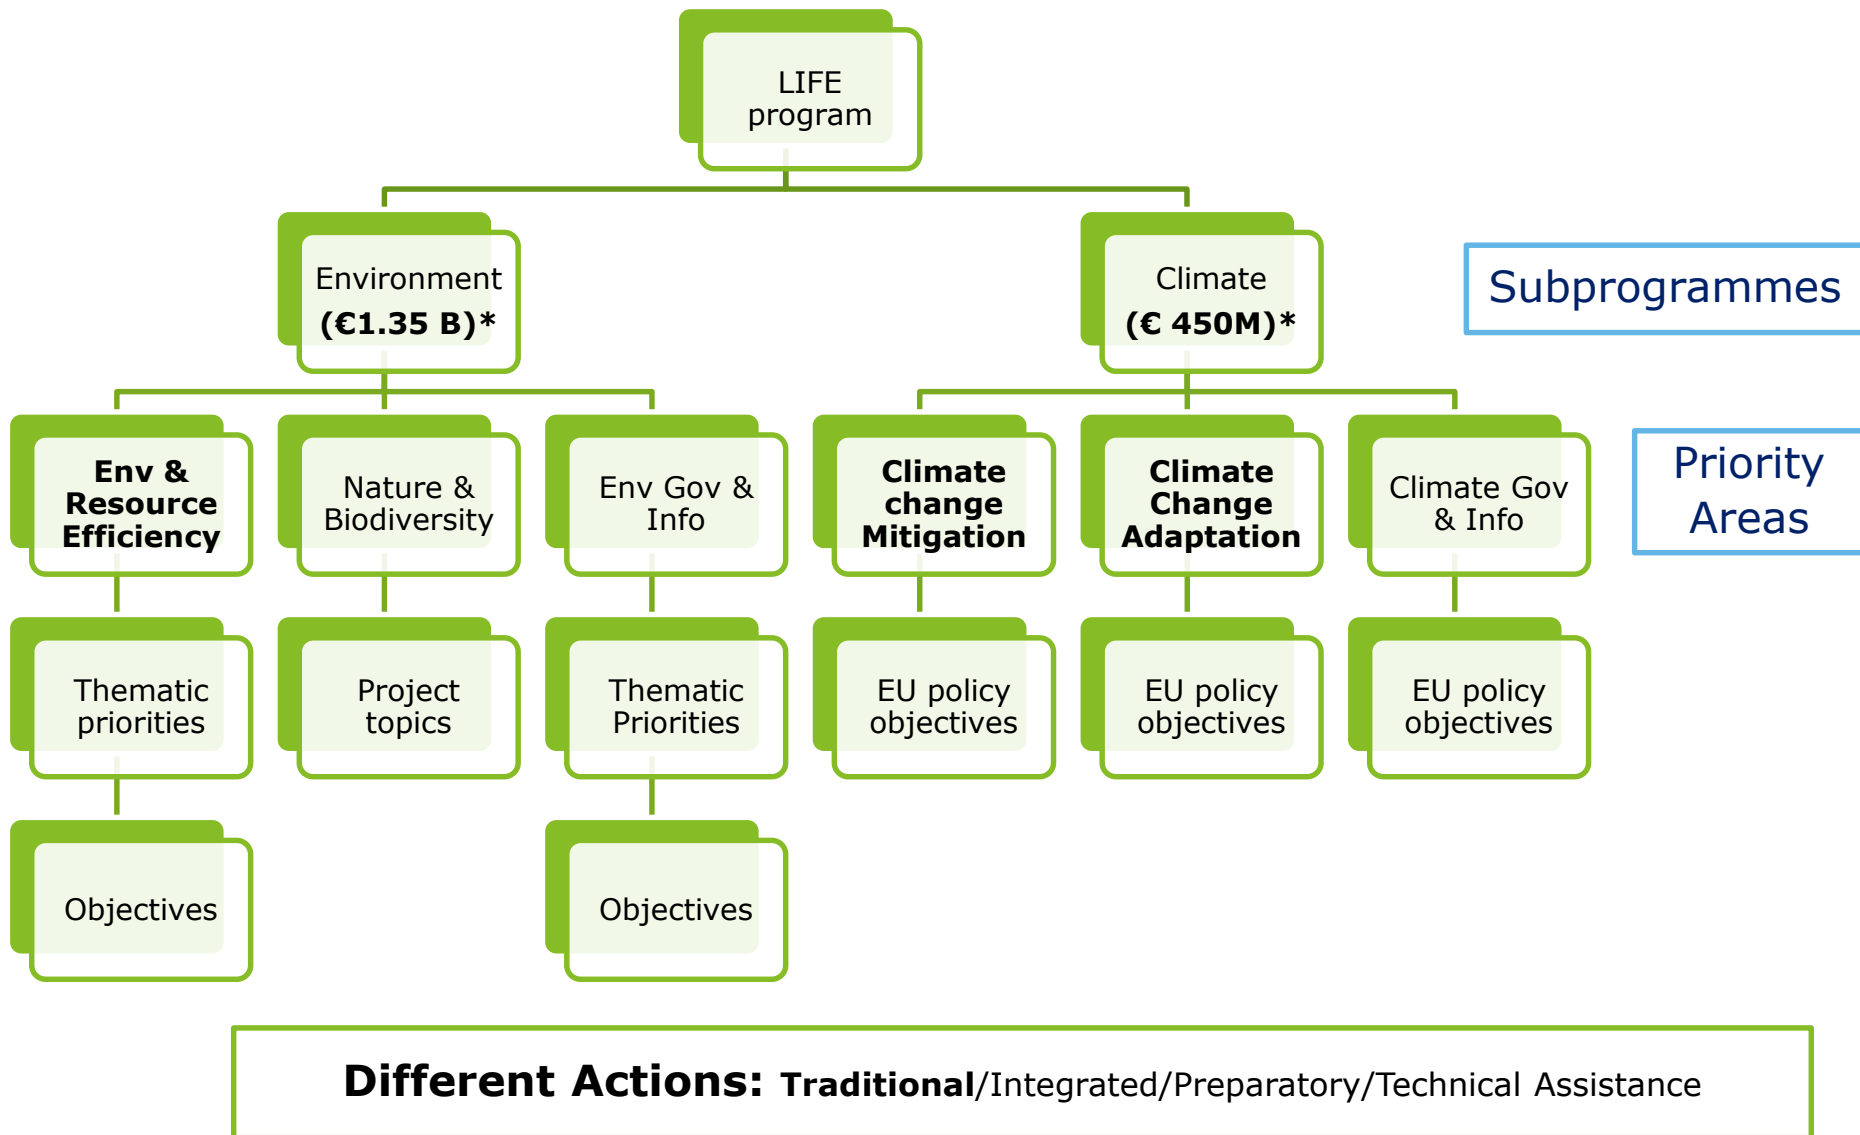 LIFE
program
Environment
(€1.35 B)*
Climate
(€ 450M)*
Subprogrammes
Env &
Resource
Efficiency
Nature &
Biodiversity
Env Gov &
Info
Climate
change
Mitigation
Climate
Change
Adaptation
Climate Gov
& Info
Priority
Areas
Thematic
priorities
Project
topics
Thematic
Priorities
EU policy
objectives
EU policy
objectives
EU policy
objectives
Objectives
Objectives
Different Actions: Traditional/Integrated/Preparatory/Technical Assistance